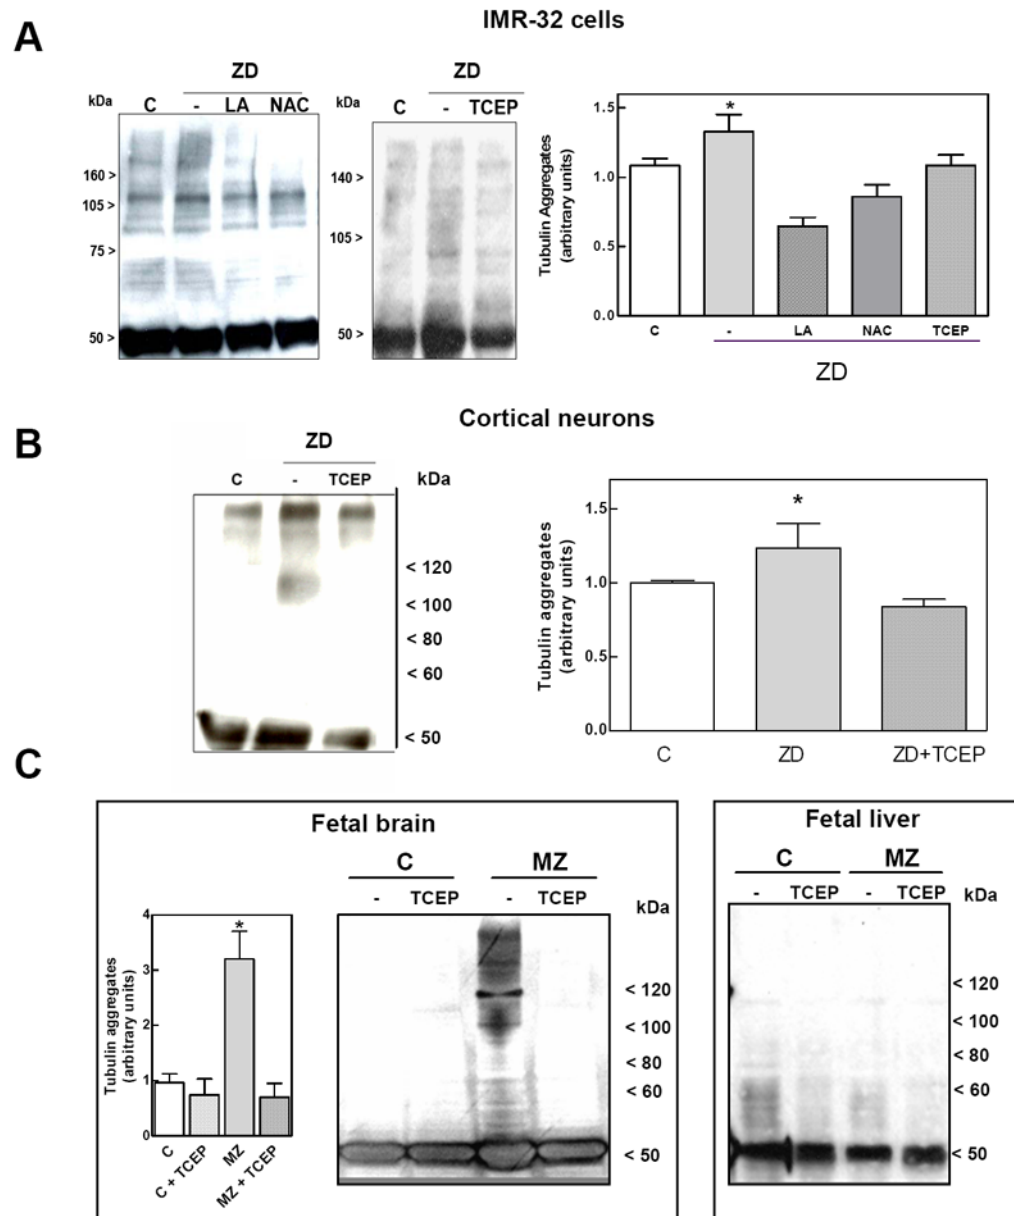 IMR-32 cells
A
ZD
kDa C - LA NAC
160 >
105 >
75 >
50 >
ZD
kDa C - TCEP
140 >
105 >
50 >
Tubulin Aggregates
(arbitrary units)
1.5
1.0
0.5
0.0
*
C - LA NAC TCEP
ZD
Cortical neurons
B
ZD
C - TCEP kDa
< 120
< 100
< 80
< 60
< 50
Tubulin aggregates
(arbitrary units)
1.5
1.0
0.5
0.0
*
C ZD ZD+TCEP
C
Fetal brain
Tubulin aggregates
(arbitrary units)
4
3
2
1
0
*
C
C + TCEP
MZ
MZ + TCEP
C MZ
- TCEP - TCEP
kDa
< 120
< 100
< 80
< 60
< 50
Fetal liver
C MZ
- TCEP - TCEP kDa
< 120
< 100
< 80
< 60
< 50